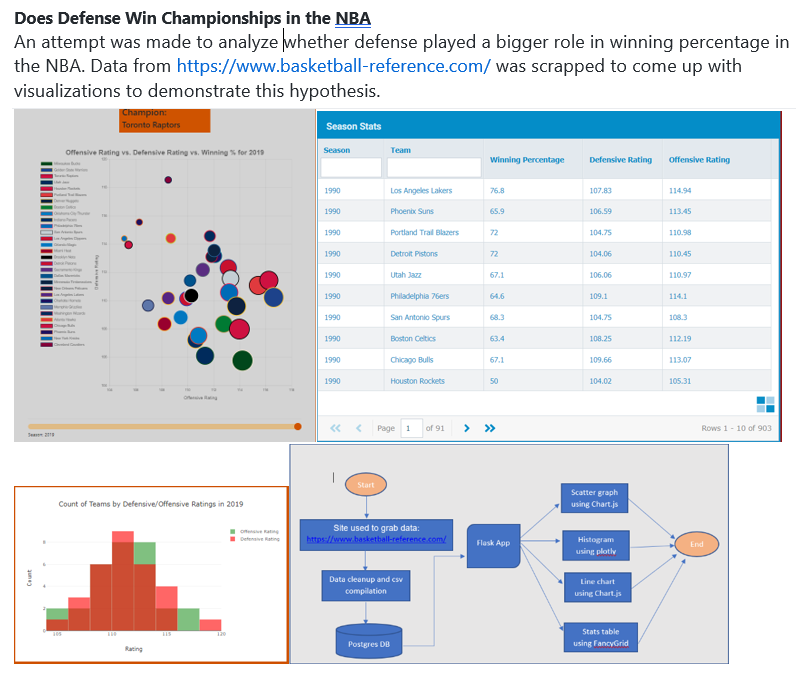 Does Defense Win Championships in the NBA
An attempt was made to analyze whether defense played a bigger role in winning percentage in
the NBA. Data from https://www.basketball-reference.com/ was scrapped to come up with
visualizations to demonstrate this hypothesis.
Champion:
Toronto Raptors
Offensive Rating vs. Defensive Rating vs. Winning % for 2019
Defensive Rating
Offensive Rating
Season 2019
Season Stats
Season Team Winning Percentage Defensive Rating Offensive Rating
1990 Los Angeles Lakers 76.8 107.83 114.94
1990 Phoenix Suns 65.9 106.59 113.45
1990 Portland Trail Blazers 72 104.75 110.98
1990 Detroit Pistons 72 104.06 110.45
1990 Utah Jazz 67.1 106.06 110.97
1990 Philadelphia 76ers 64.6 109.1 114.1
1990 San Antonio Spurs 68.3 104.75 108.3
1990 Boston Celtics 63.4 108.25 112.19
1990 Chicago Bulls 67.1 109.66 113.07
1990 Houston Rockets 50 104.02 105.31
Page 1 of 91 Rows 1 - 10 of 903
Count of Teams by Defensive/Offensive Ratings in 2019
Offensive Rating
Defensive Rating
Count
8
6
4
2
105 110 115 120
Rating
Start
Site used to grab data:
https://www.basketball-reference.com/
Data cleanup and csv
compilation
Postgres DB
Flask App
Scatter graph
using Chart.js
Histogram
using plotly
Line chart
using Chart.js
Stats table
using FancyGrid
End